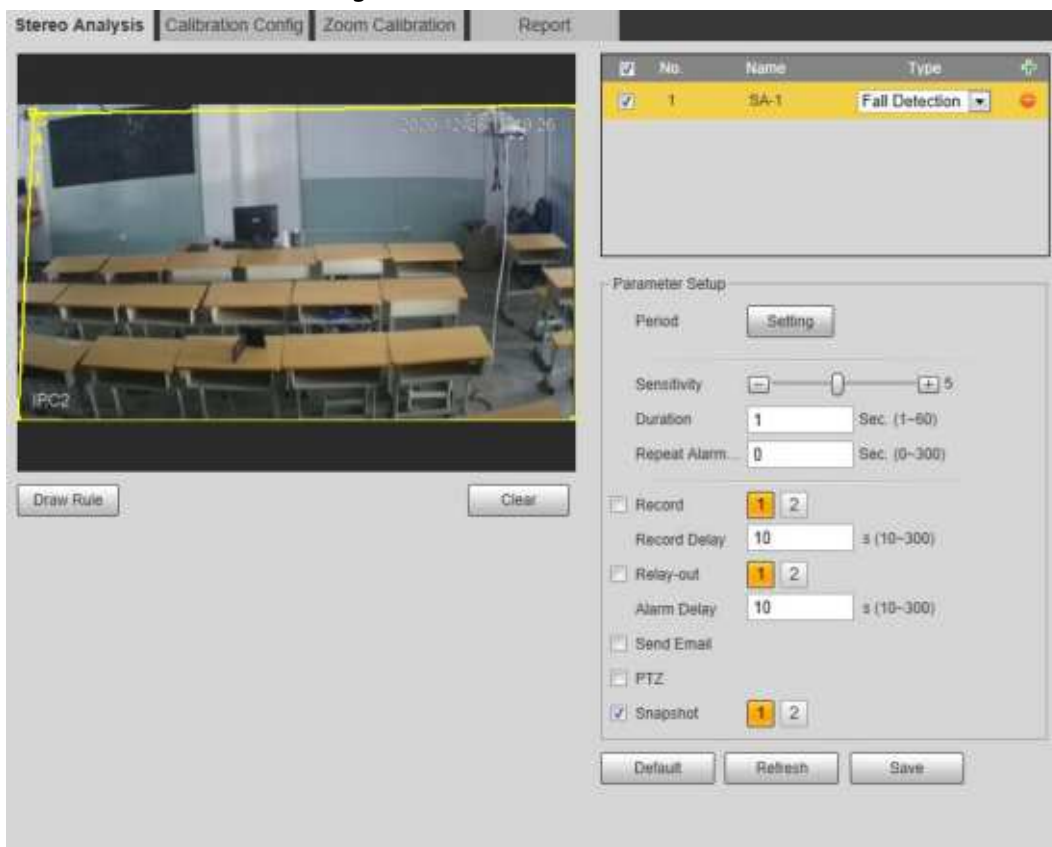 Stereo Analysis Calibration Config Zoom Calibration Report
No. Name Type
1 SA-1 Fall Detection
IPC2
Draw Rule Clear
Parameter Setup
Period Setting
Sensitivity 5
Duration 1 Sec. (1~60)
Repeat Alarm... 0 Sec. (0~300)
Record 1 2
Record Delay 10 s (10~300)
Relay-out 1 2
Alarm Delay 10 s (10~300)
Send Email
PTZ
Snapshot 1 2
Default Refresh Save